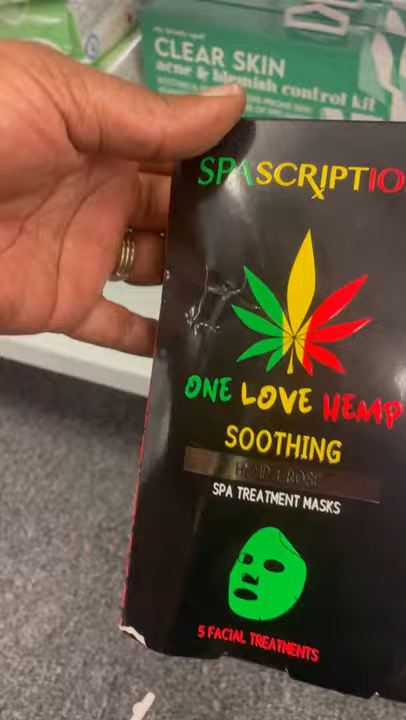 CLEAR SKIN
acne & blemish control kit
SPASCRIPTIO
ONE LOVE HEMP
SOOTHING
HEMP + ROSE
SPA TREATMENT MASKS
5 FACIAL TREATMENTS